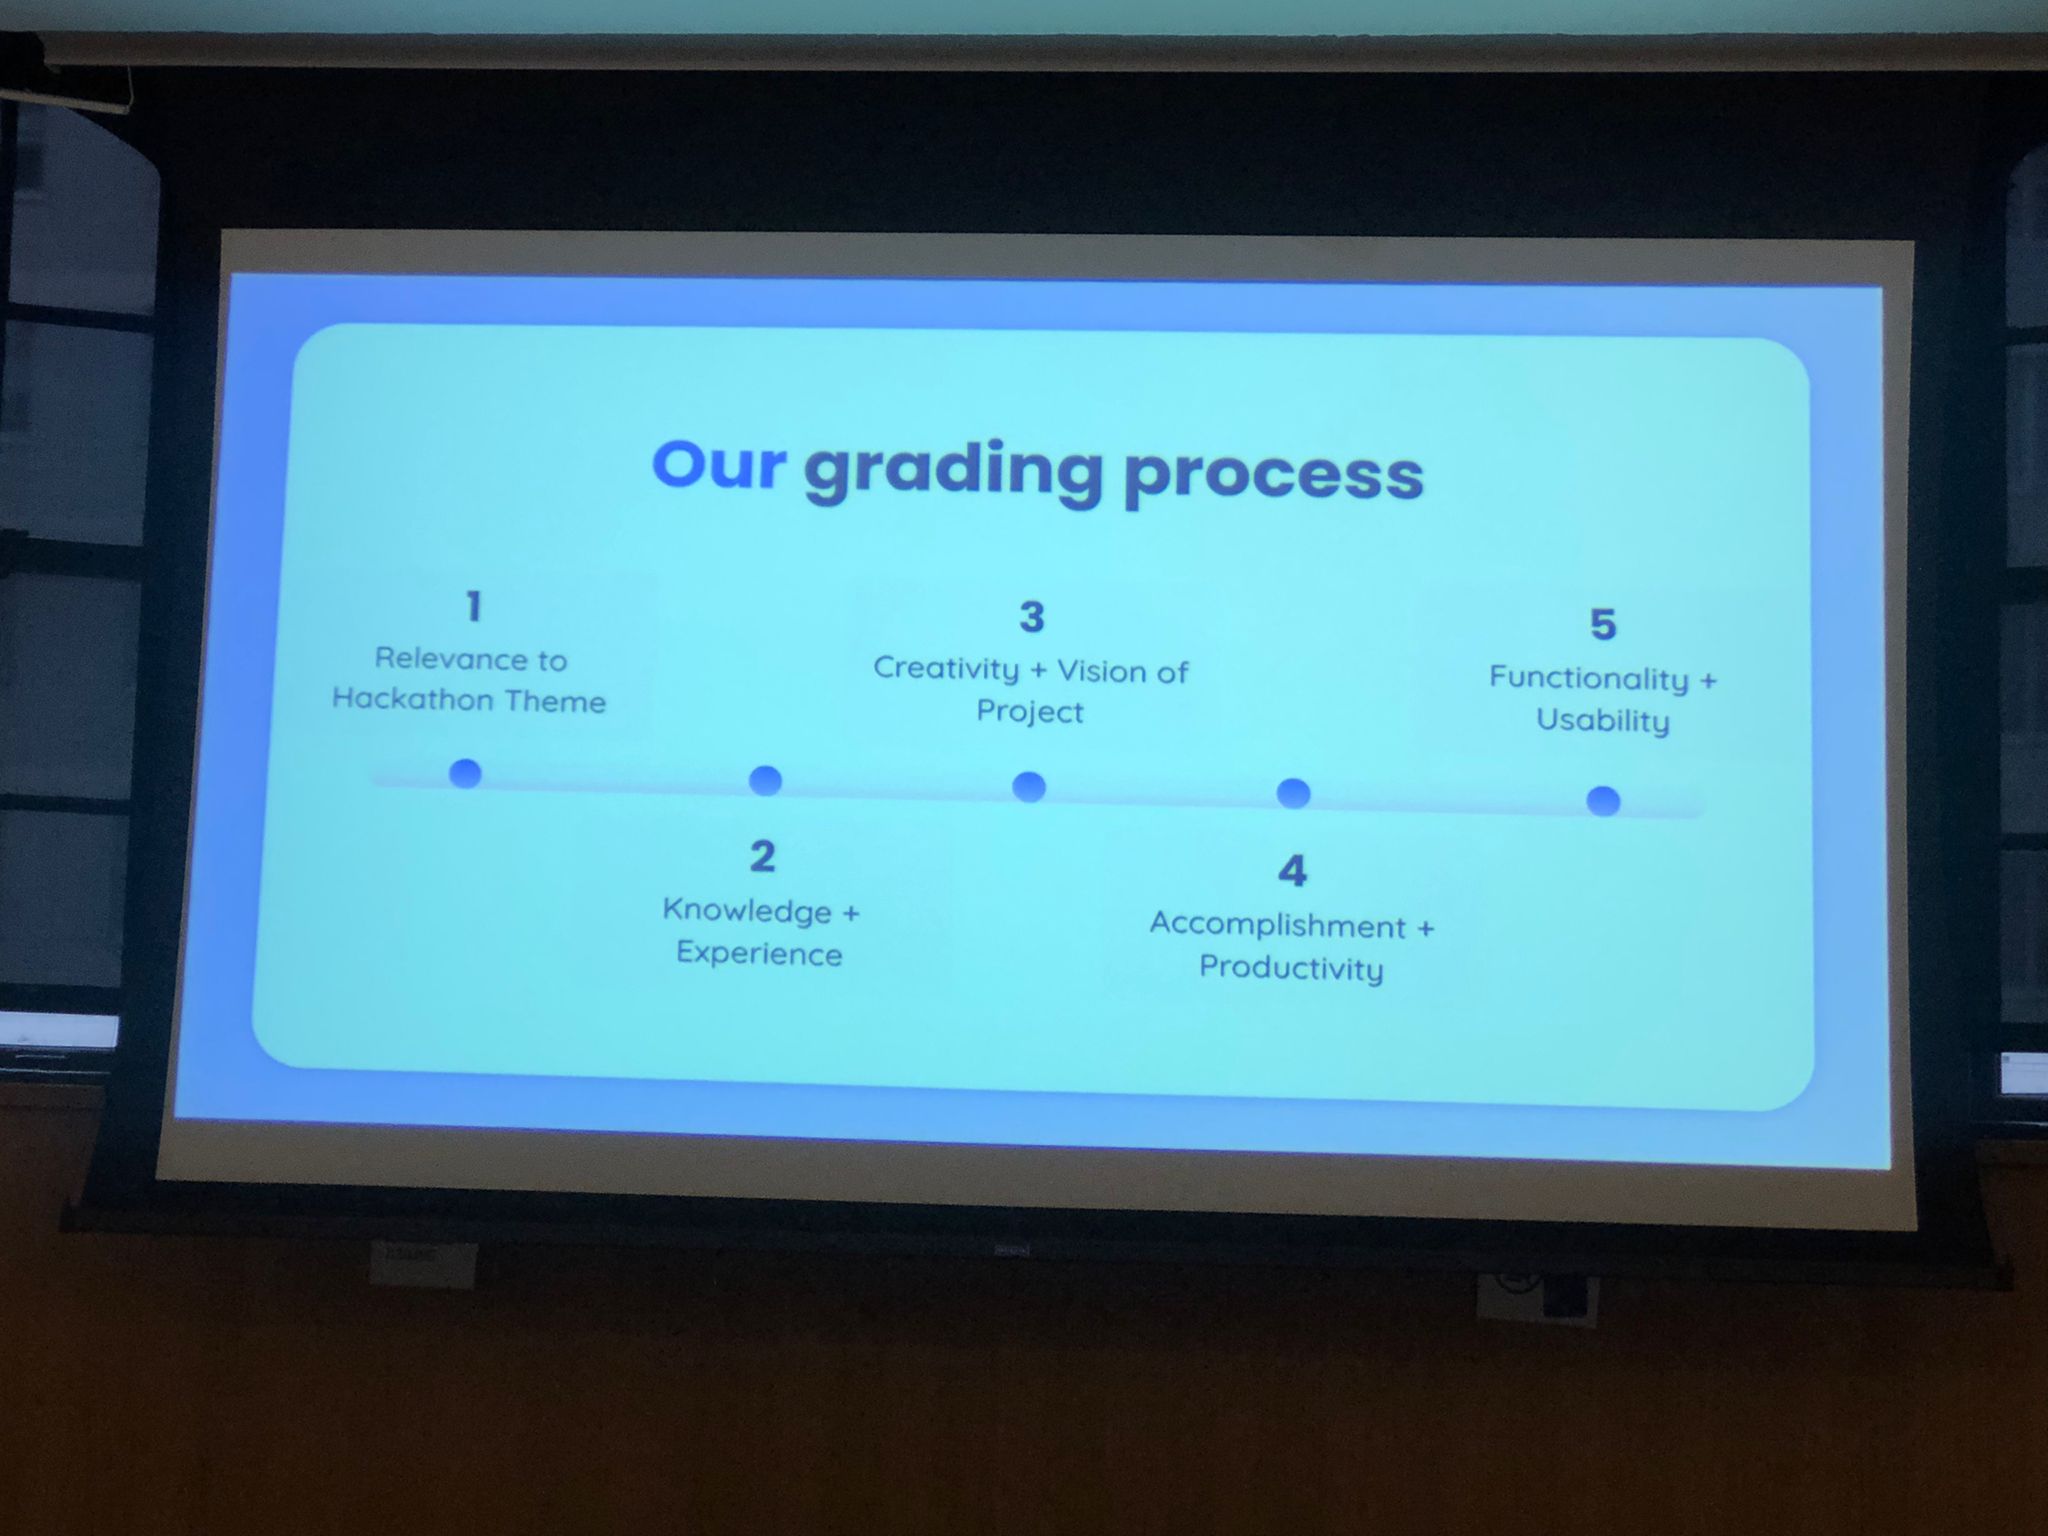 Our grading process
1
Relevance to
Hackathon Theme
2
Knowledge +
Experience
3
Creativity + Vision of
Project
4
Accomplishment +
Productivity
5
Functionality +
Usability